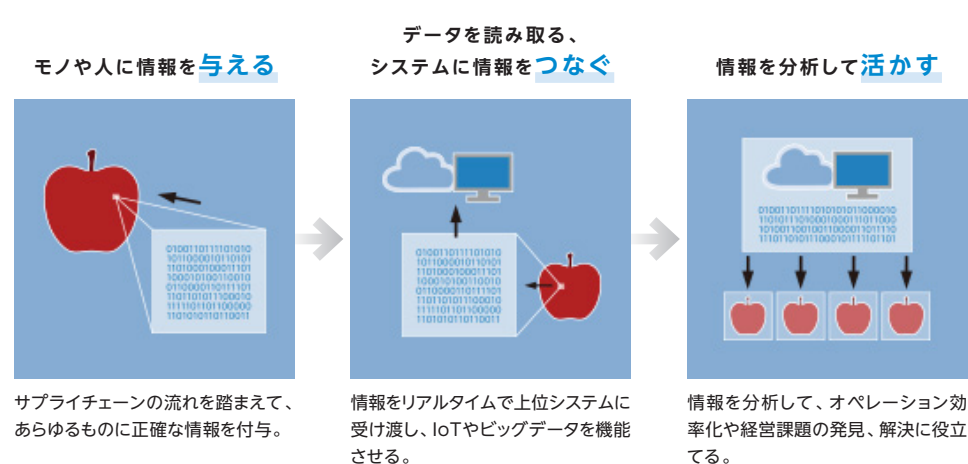 モノや人に情報を与える
サプライチェーンの流れを踏まえて、
あらゆるものに正確な情報を付与。
データを読み取る、
システムに情報をつなぐ
情報をリアルタイムで上位システムに
受け渡し、IoTやビッグデータを機能
させる。
情報を分析して活かす
情報を分析して、オペレーション効
率化や経営課題の発見、解決に役立
てる。